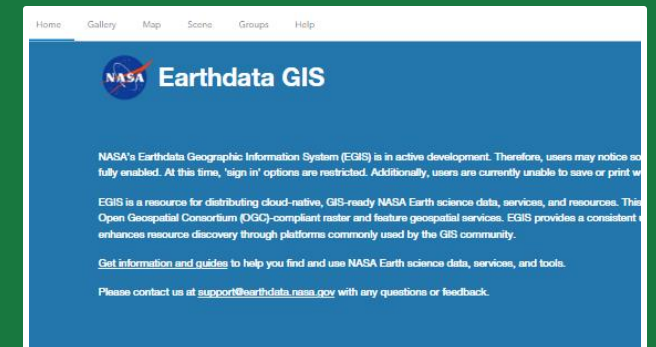 Home Gallery Map Scene Groups Help
NASA Earthdata GIS
NASA's Earthdata Geographic Information System (EGIS) is in active development. Therefore, users may notice so
fully enabled. At this time, 'sign in' options are restricted. Additionally, users are currently unable to save or print w
EGIS is a resource for distributing cloud-native, GIS-ready NASA Earth science data, services, and resources. This
Open Geospatial Consortium (OGC)-compliant raster and feature geospatial services. EGIS provides a consistent
enhances resource discovery through platforms commonly used by the GIS community.
Get information and guides to help you find and use NASA Earth science data, services, and tools.
Please contact us at support@earthdata.nasa.gov with any questions or feedback.